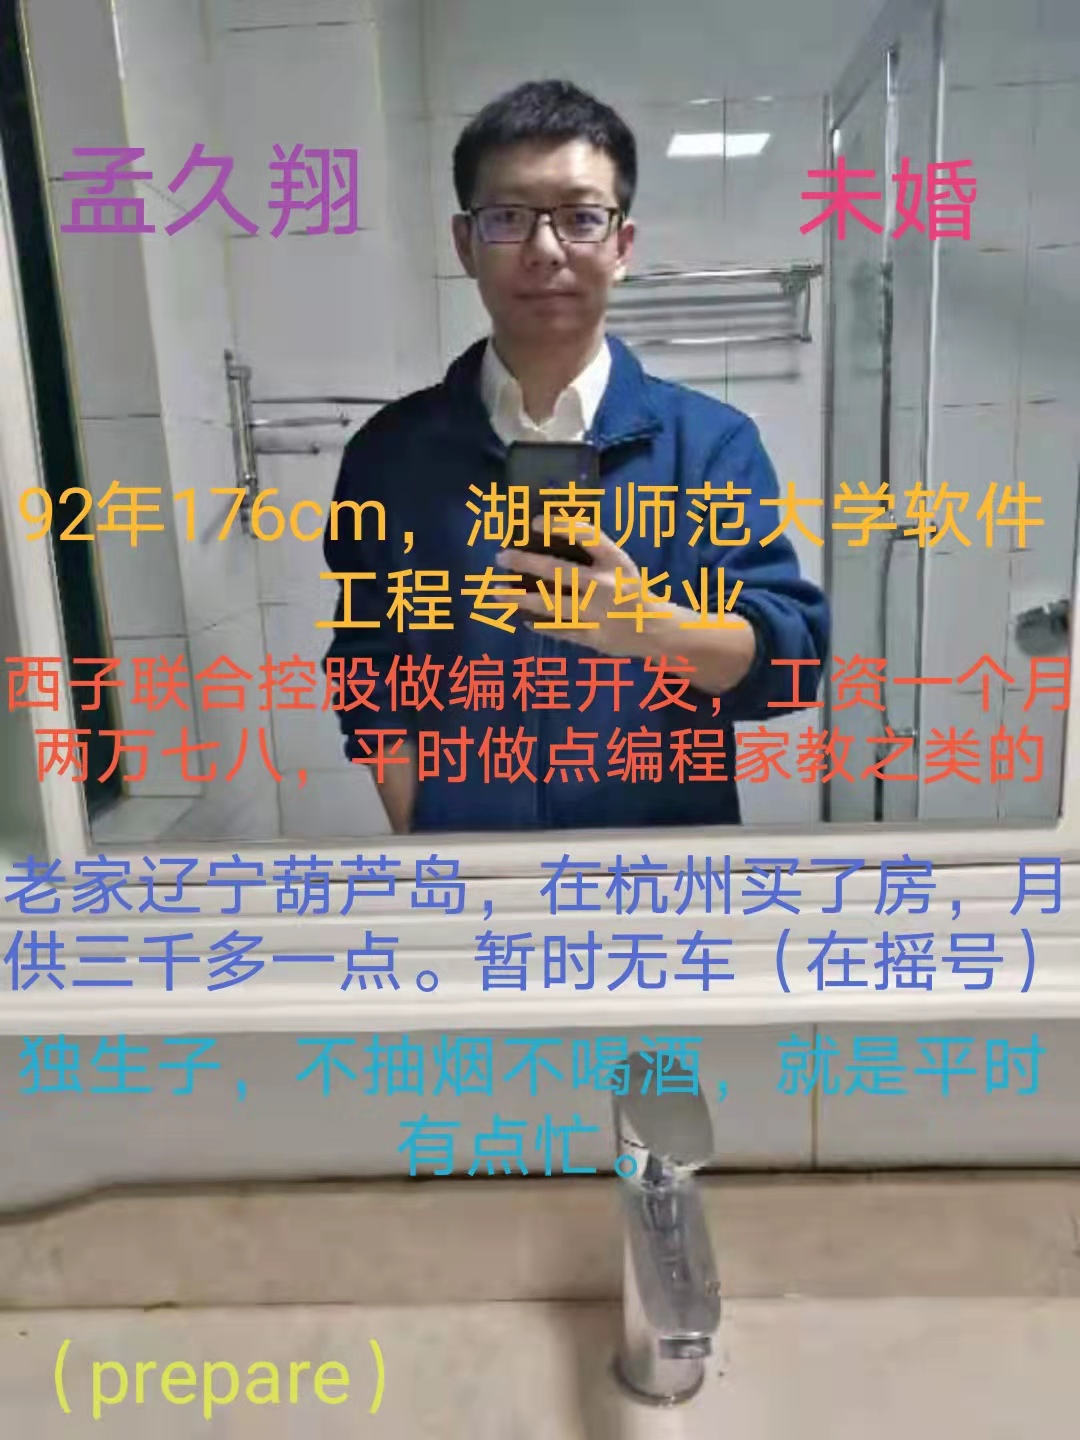 孟久翔
未婚
92年176cm，湖南师范大学软件
工程专业毕业
西子联合控股做编程开发，工资一个月
两万七八，平时做点编程家教之类的
老家辽宁葫芦岛，在杭州买了房，月
供三千多一点。暂时无车（在摇号）
独生子，不抽烟不喝酒，就是平时
有点忙。
（prepare）